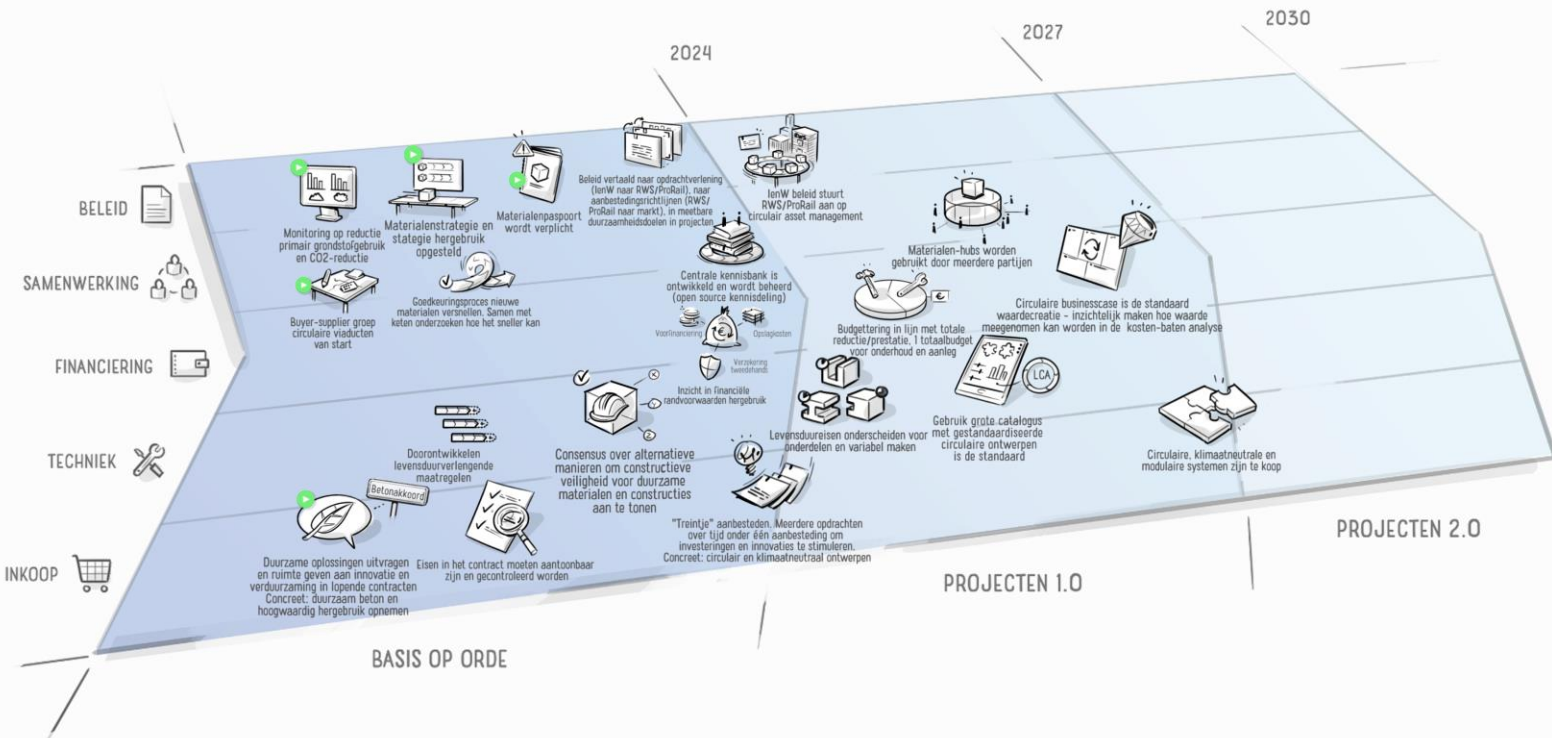 2024
2027
2030
BELEID
SAMENWERKING
FINANCIERING
TECHNIEK
INKOOP
Monitoring op reductie
primair grondstofgebruik
en CO2-reductie
Materialenstrategie en
stategie hergebruik
opgesteld
Materialenpaspoort
wordt verplicht
Beleid vertaald naar opdrachtverlening
(IenW naar RWS/ProRail), naar
aanbestedingsrichtlijnen (RWS/
ProRail naar markt), in meetbare
duurzaamheidsdoelen in projecten
IenW beleid stuurt
RWS/ProRail aan op
circulair asset management
Materialen-hubs worden
gebruikt door meerdere partijen
Buyer-supplier groep
circulaire viaducten
van start
Goedkeuringsproces nieuwe
materialen versnellen. Samen met
keten onderzoeken hoe het sneller kan
Centrale kennisbank is
ontwikkeld en wordt beheerd
(open source kennisdeling)
Circulaire businesscase is de standaard
waardecreatie - inzichtelijk maken hoe waarde
meegenomen kan worden in de kosten-baten analyse
Voorfinanciering
€
Opslagkosten
Verzekering
tweedehands
Inzicht in financiële
randvoorwaarden hergebruik
€
Budgettering in lijn met totale
reductie/prestatie, 1 totaalbudget
voor onderhoud en aanleg
Doorontwikkelen
levensduurverlengende
maatregelen
X
Y
Z
Consensus over alternatieve
manieren om constructieve
veiligheid voor duurzame
materialen en constructies
aan te tonen
Levensduureisen onderscheiden voor
onderdelen en variabel maken
LCA
Gebruik grote catalogus
met gestandaardiseerde
circulaire ontwerpen
is de standaard
Circulaire, klimaatneutrale en
modulaire systemen zijn te koop
Betonakkoord
Duurzame oplossingen uitvragen
en ruimte geven aan innovatie en
verduurzaming in lopende contracten
Concreet: duurzaam beton en
hoogwaardig hergebruik opnemen
Eisen in het contract moeten aantoonbaar
zijn en gecontroleerd worden
"Treintje" aanbesteden. Meerdere opdrachten
over tijd onder één aanbesteding om
investeringen en innovaties te stimuleren.
Concreet: circulair en klimaatneutraal ontwerpen
BASIS OP ORDE
PROJECTEN 1.0
PROJECTEN 2.0